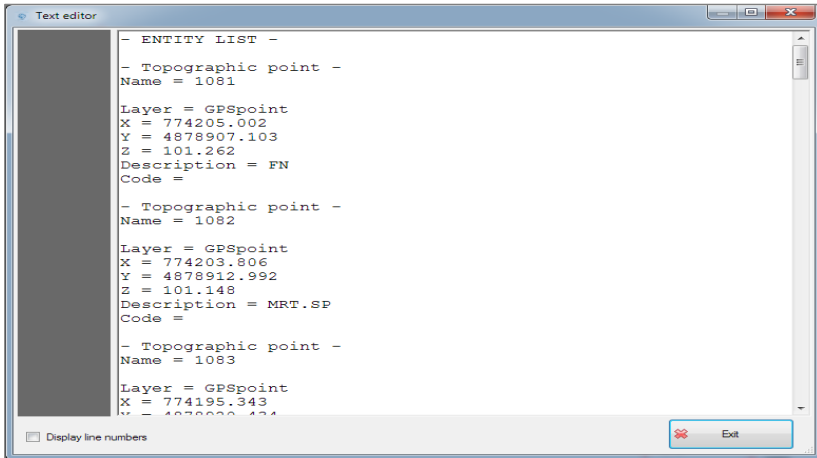 Text editor
- ENTITY LIST -
- Topographic point -
Name = 1081
Layer = GPSpoint
X = 774205.002
Y = 4878907.103
Z = 101.262
Description = FN
Code =
- Topographic point -
Name = 1082
Layer = GPSpoint
X = 774203.806
Y = 4878912.992
Z = 101.148
Description = MRT.SP
Code =
- Topographic point -
Name = 1083
Layer = GPSpoint
X = 774195.343
Display line numbers
Exit